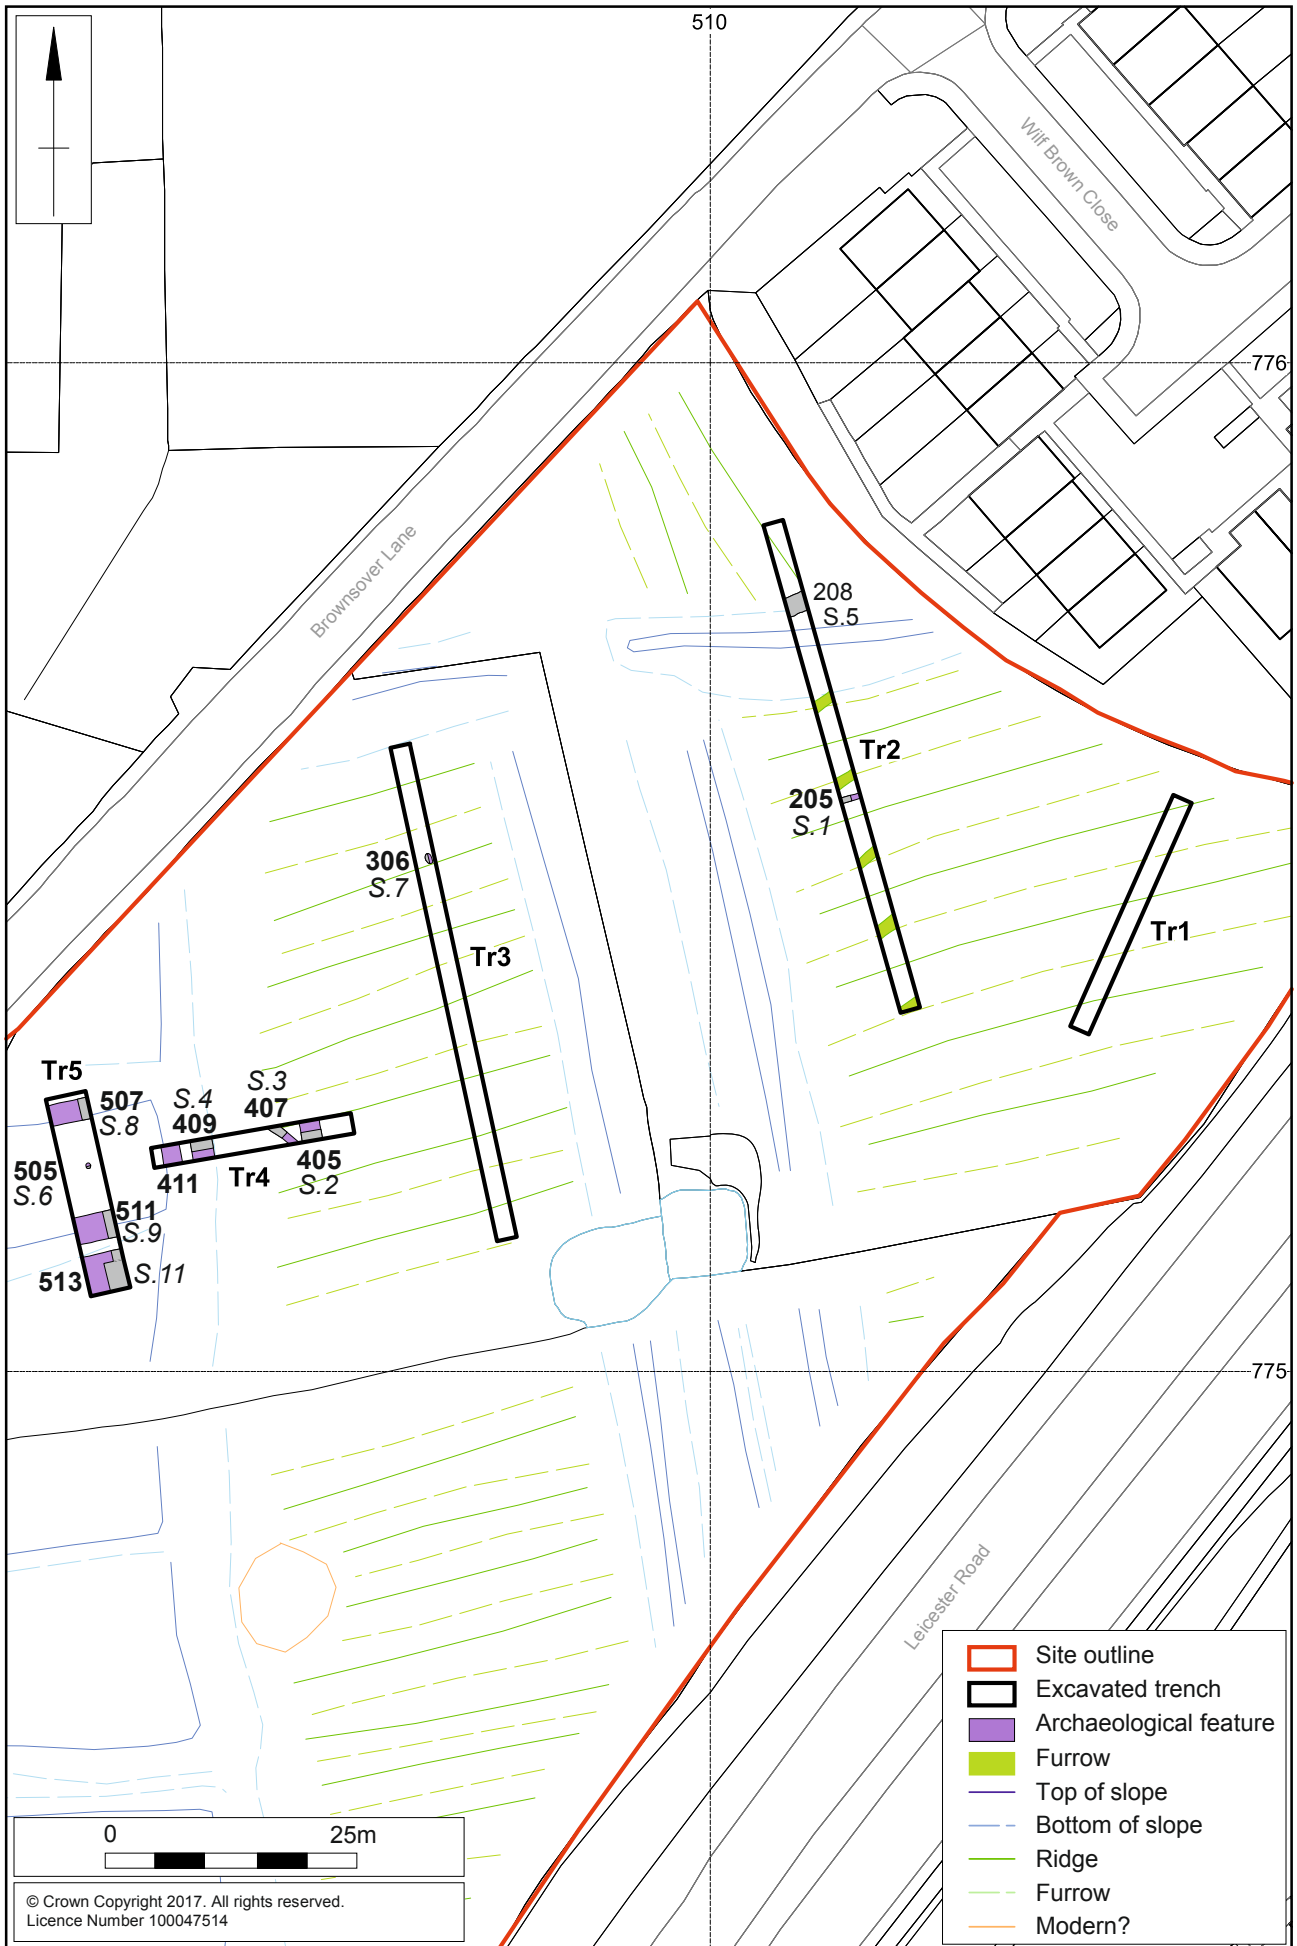 510
Wilf Brown Close
776
Brownsover Lane
208
S.5
Tr2
205
S.1
306
S.7
Tr3
Tr1
Tr5
S.3
507
S.4
407
S.8
409
505
S.6
411
Tr4
405
S.2
511
S.9
513
S.11
775
Leicester Road
Site outline
Excavated trench
Archaeological feature
Furrow
Top of slope
Bottom of slope
Ridge
Furrow
Modern?
0 25m
© Crown Copyright 2017. All rights reserved.
Licence Number 100047514